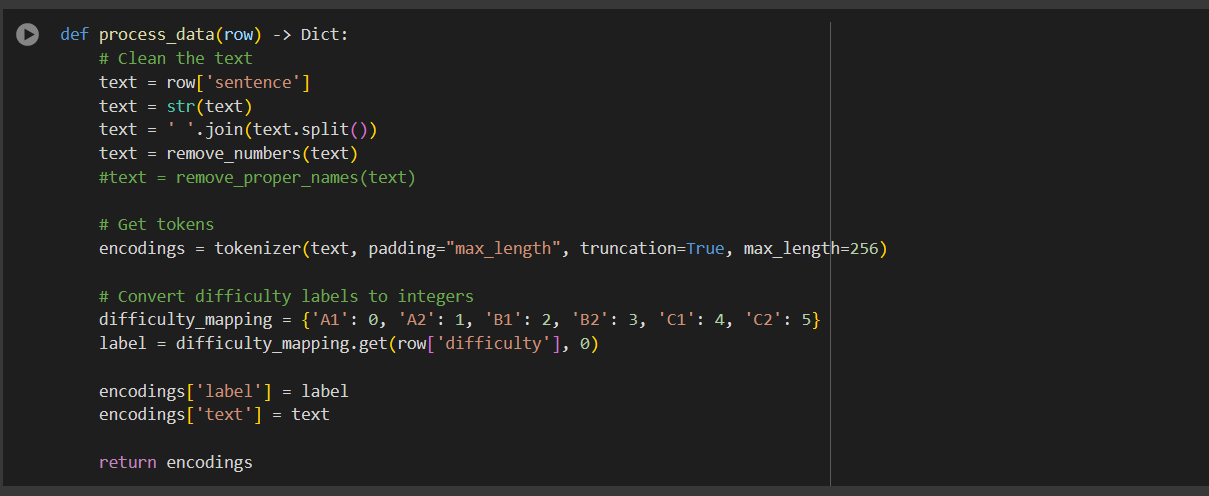 def process_data(row) -> Dict:
    # Clean the text
    text = row['sentence']
    text = str(text)
    text = ' '.join(text.split())
    text = remove_numbers(text)
    #text = remove_proper_names(text)

    # Get tokens
    encodings = tokenizer(text, padding="max_length", truncation=True, max_length=256)

    # Convert difficulty labels to integers
    difficulty_mapping = {'A1': 0, 'A2': 1, 'B1': 2, 'B2': 3, 'C1': 4, 'C2': 5}
    label = difficulty_mapping.get(row['difficulty'], 0)

    encodings['label'] = label
    encodings['text'] = text

    return encodings